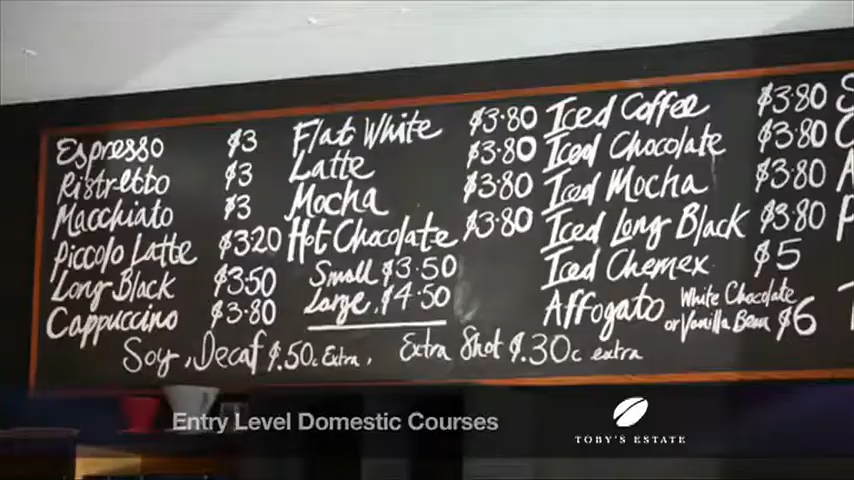 Espresso $3
Ristretto $3
Macchiato $3
Piccolo Latte $3.20
Long Black $3.50
Cappuccino $3.80
Flat White $3.80
Latte $3.80
Mocha $3.80
Hot Chocolate $3.80
Small $3.50
Large $4.50
Iced Coffee $3.80
Iced Chocolate $3.80
Iced Mocha $3.80
Iced Long Black $3.80
Iced Chemex $5
Affogato White Chocolate
or Vanilla Bean $6
Soy, Decaf $.50c Extra, Extra Shot $.30c extra
Entry Level Domestic Courses
TOBY'S ESTATE